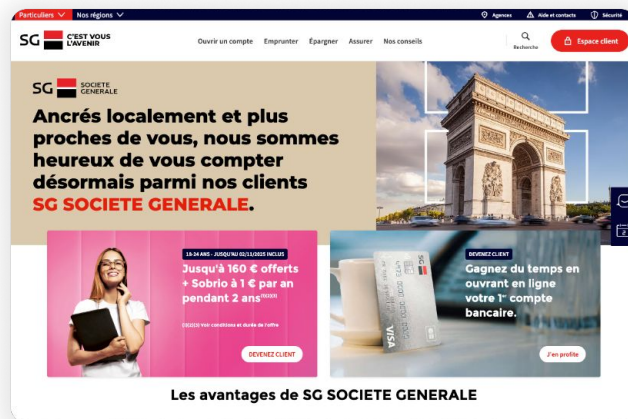 Particuliers
Nos régions
Agences
Aide et contacts
Sécurité
SG
C'EST VOUS
L'AVENIR
Ouvrir un compte
Emprunter
Épargner
Assurer
Nos conseils
Recherche
Espace client
SG
SOCIETE
GENERALE
Ancrés localement et plus
proches de vous, nous sommes
heureux de vous compter
désormais parmi nos clients
SG SOCIETE GENERALE.
18-24 ANS - JUSQU'AU 02/11/2025 INCLUS
Jusqu'à 160 € offerts
+ Sobrio à 1 € par an
pendant 2 ans
Voir conditions et durée de l'offre
DEVENEZ CLIENT
DEVENEZ CLIENT
Gagnez du temps en
ouvrant en ligne
votre 1er compte
bancaire.
J'en profite
SG
VISA
Les avantages de SG SOCIETE GENERALE